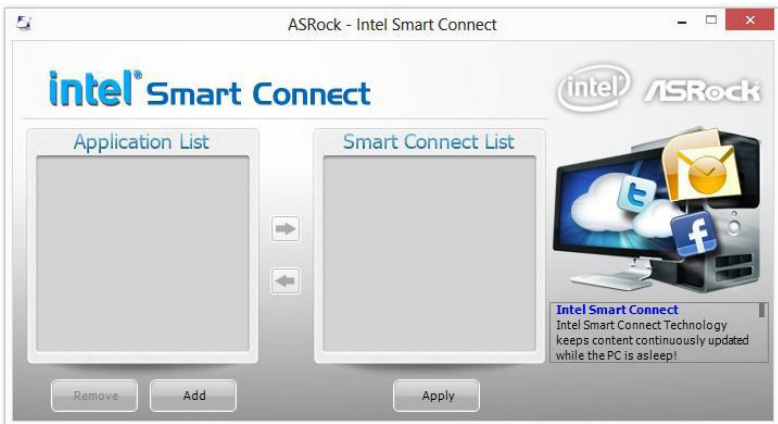 ASRock - Intel Smart Connect
intel® Smart Connect
intel® ASRock
Application List
Smart Connect List
Intel Smart Connect
Intel Smart Connect Technology
keeps content continuously updated
while the PC is asleep!
Remove
Add
Apply